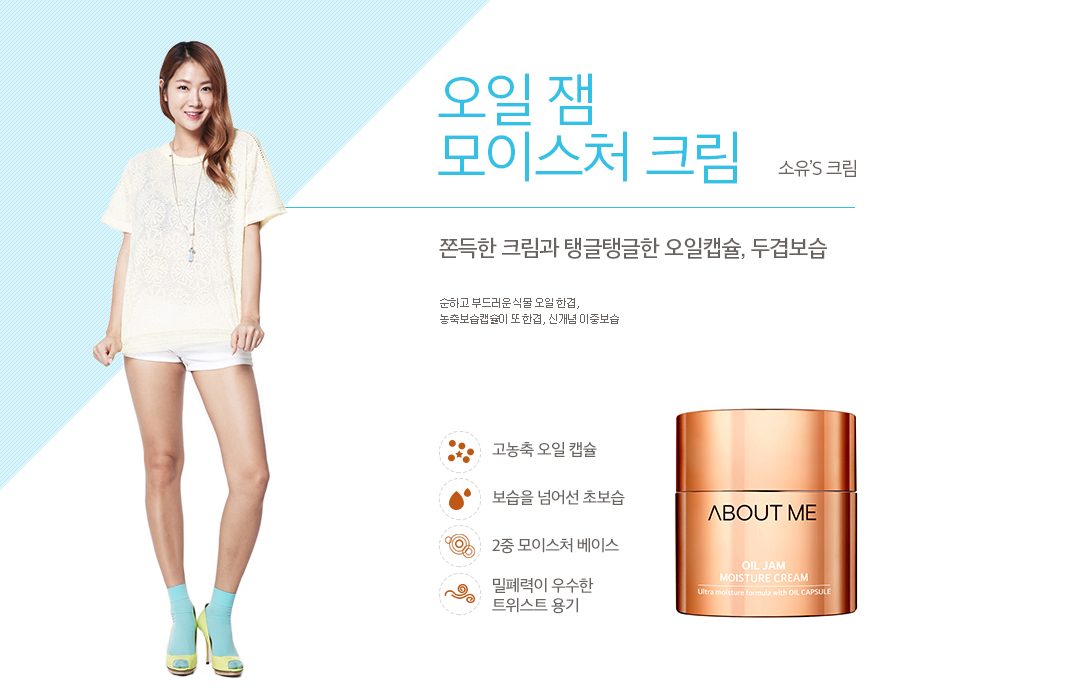 오일 잼
모이스처 크림
소유'S 크림
쫀득한 크림과 탱글탱글한 오일캡슐, 두겹보습
순하고 부드러운 식물 오일 한겹,
농축보습캡슐이 또 한겹, 신개념 이중보습
고농축 오일 캡슐
보습을 넘어선 초보습
2중 모이스처 베이스
밀폐력이 우수한
트위스트 용기
ABOUT ME
OIL JAM
MOISTURE CREAM
Ultra moisture formula with OIL CAPSULE